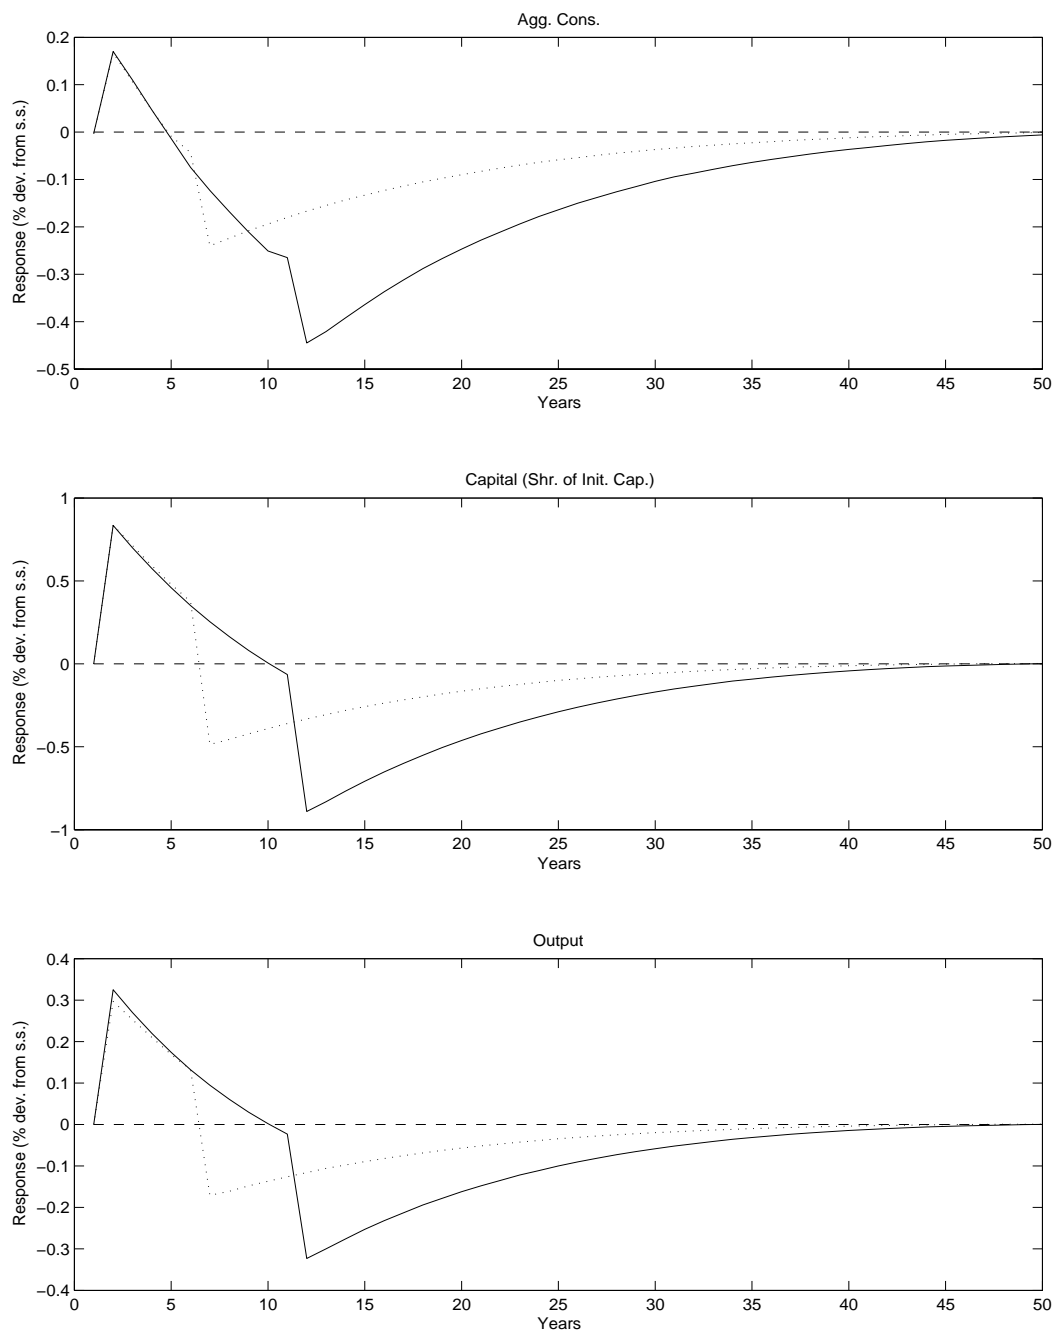 Agg. Cons.
Response (% dev. from s.s.)
0.2
0.1
0
−0.1
−0.2
−0.3
−0.4
−0.5
0 5 10 15 20 25 30 35 40 45 50
Years
Capital (Shr. of Init. Cap.)
Response (% dev. from s.s.)
1
0.5
0
−0.5
−1
0 5 10 15 20 25 30 35 40 45 50
Years
Output
Response (% dev. from s.s.)
0.4
0.3
0.2
0.1
0
−0.1
−0.2
−0.3
−0.4
0 5 10 15 20 25 30 35 40 45 50
Years